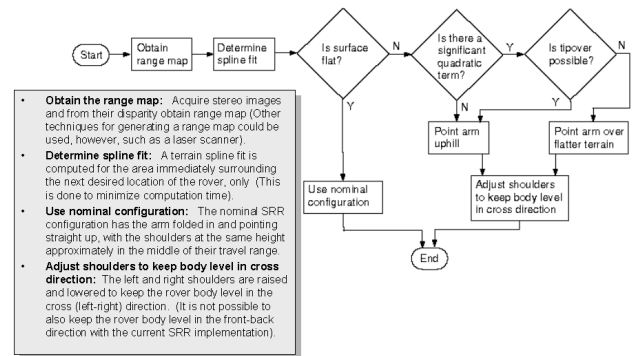 Start
Obtain
range map
Determine
spline fit
Is surface
flat?
N
Y
Is there a
significant
quadratic
term?
Y
N
Is tipover
possible?
N
Y
Point arm
uphill
Point arm over
flatter terrain
Use nominal
configuration
Adjust shoulders
to keep body level
in cross direction
End
• Obtain the range map: Acquire stereo images
and from their disparity obtain range map (Other
techniques for generating a range map could be
used, however, such as a laser scanner).
• Determine spline fit: A terrain spline fit is
computed for the area immediately surrounding
the next desired location of the rover, only (This
is done to minimize computation time).
• Use nominal configuration: The nominal SRR
configuration has the arm folded in and pointing
straight up, with the shoulders at the same height
approximately in the middle of their travel range.
• Adjust shoulders to keep body level in cross
direction: The left and right shoulders are raised
and lowered to keep the rover body level in the
cross (left-right) direction. (It is not possible to
also keep the rover body level in the front-back
direction with the current SRR implementation).